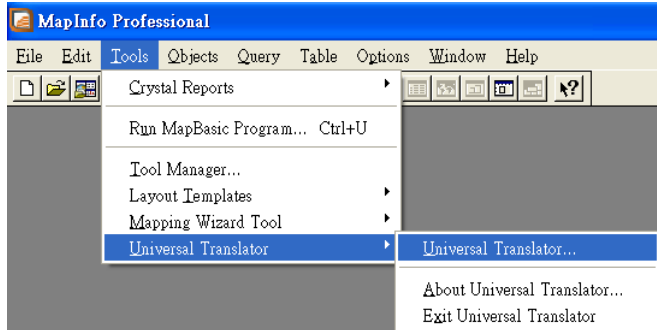 MapInfo Professional
File Edit Tools Objects Query Table Options Window Help
Crystal Reports
Run MapBasic Program... Ctrl+U
Tool Manager...
Layout Templates
Mapping Wizard Tool
Universal Translator
Universal Translator...
About Universal Translator...
Exit Universal Translator